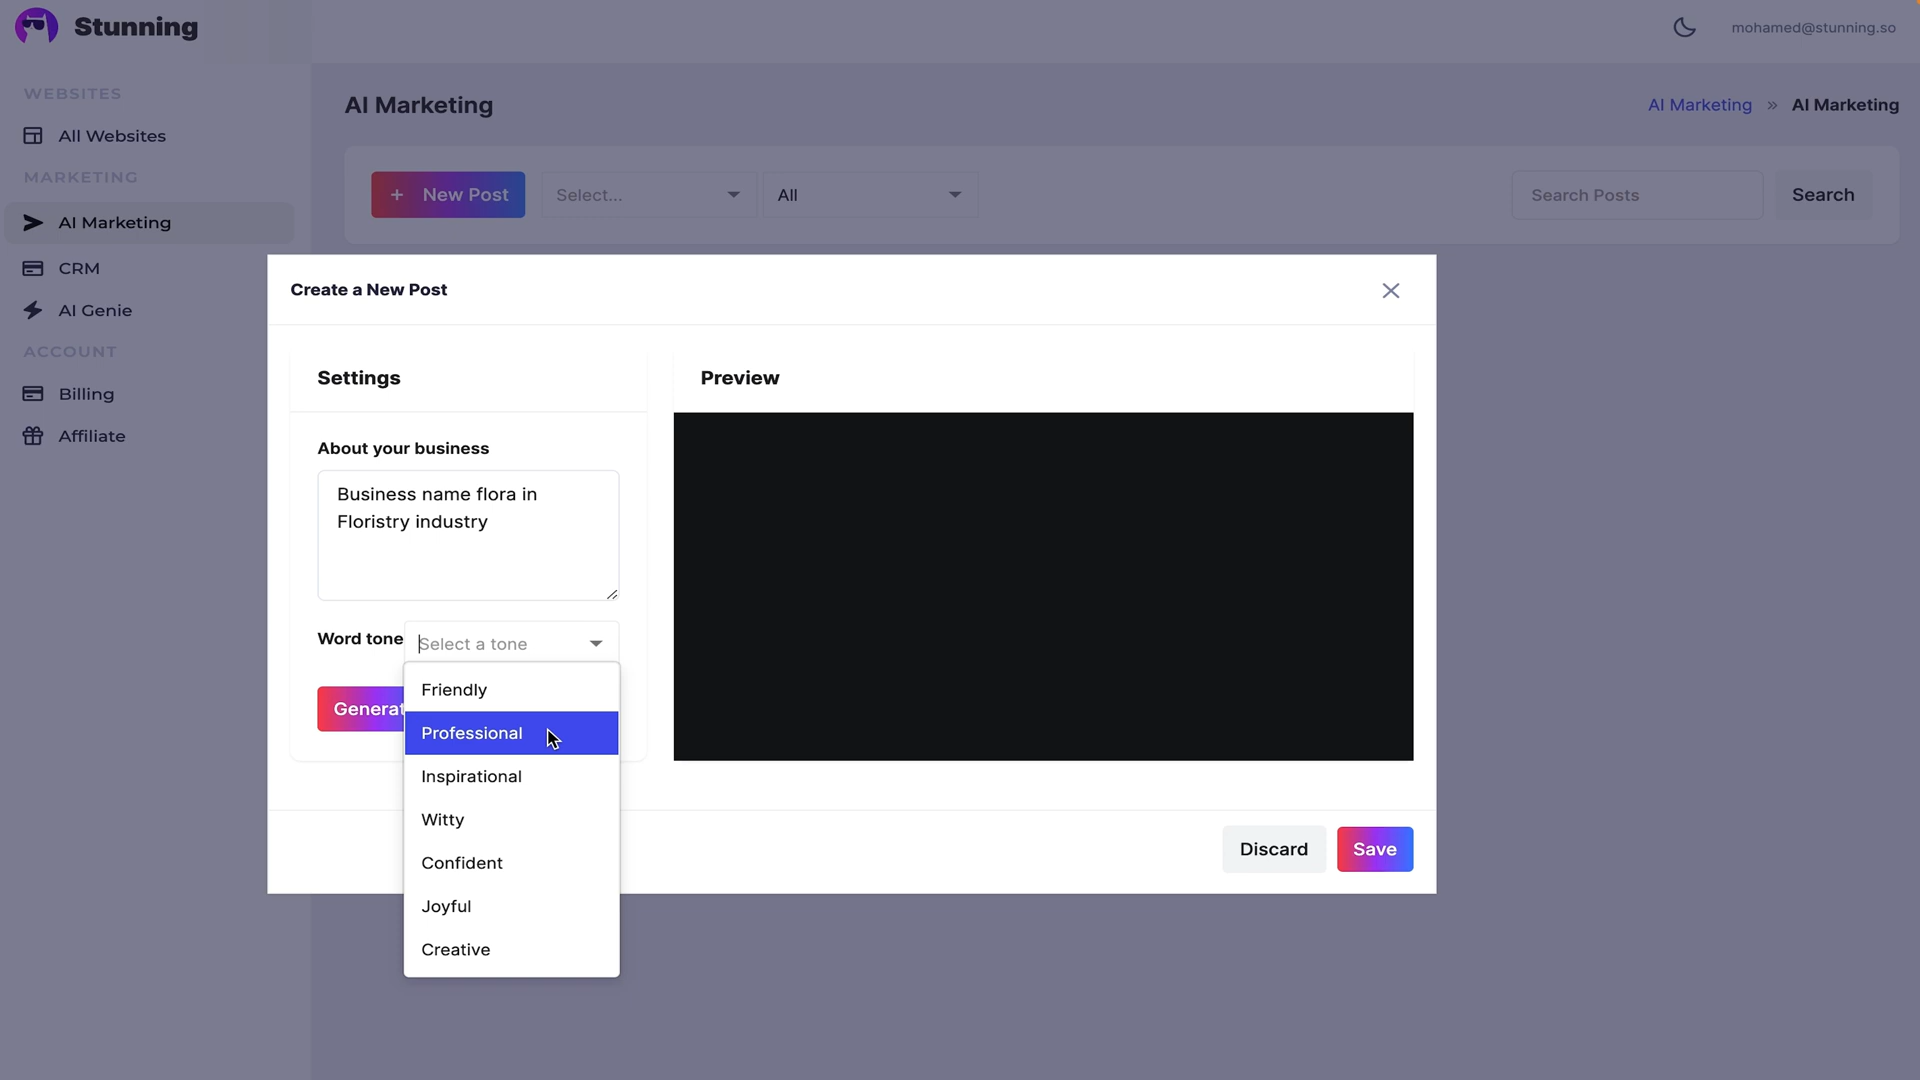 Stunning
mohamed@stunning.so
WEBSITES
All Websites
MARKETING
AI Marketing
CRM
AI Genie
ACCOUNT
Billing
Affiliate
AI Marketing
AI Marketing » AI Marketing
+ New Post
Select...
All
Search Posts
Search
Create a New Post
Settings
About your business
Business name flora in
Floristry industry
Word tone
Select a tone
Generat
Friendly
Professional
Inspirational
Witty
Confident
Joyful
Creative
Preview
Discard
Save